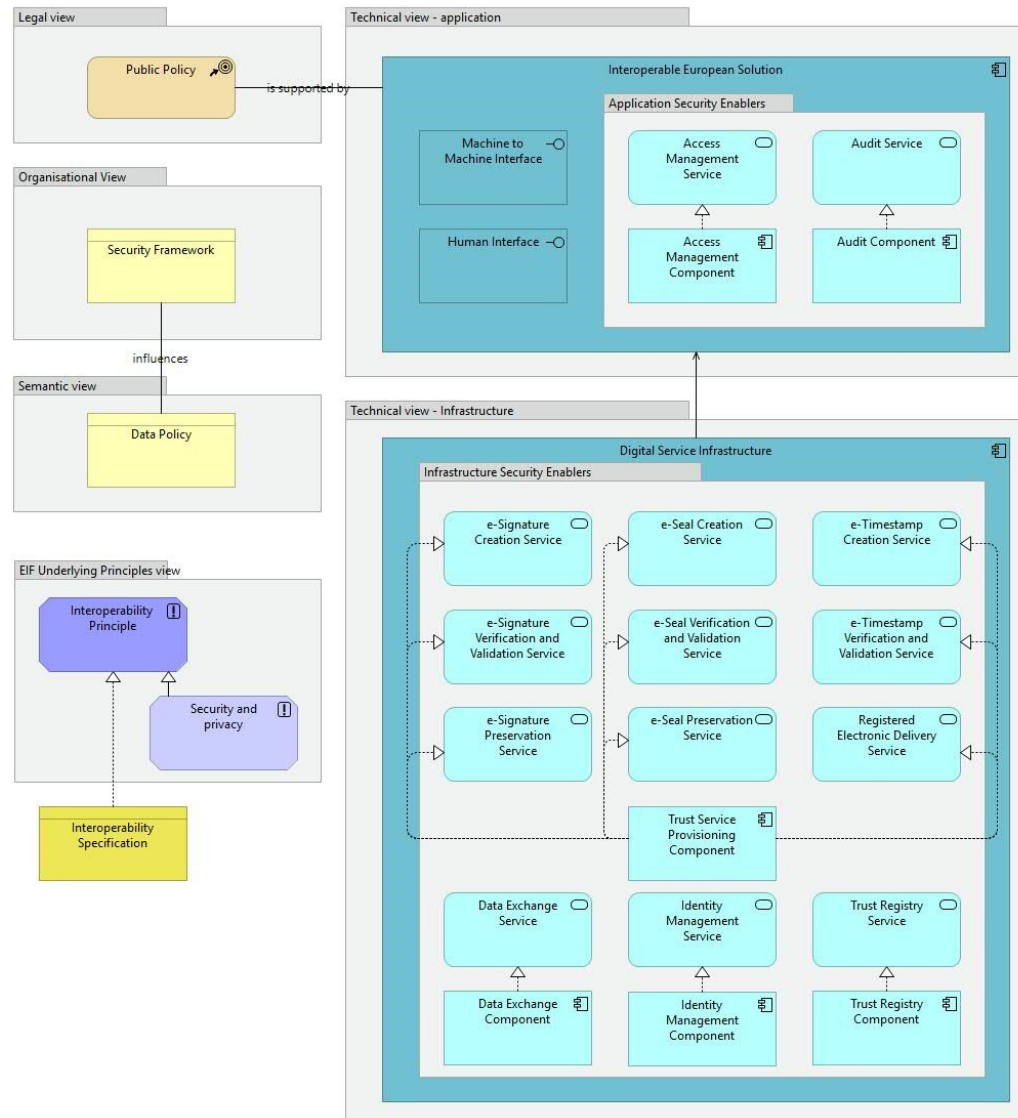 Legal view
Public Policy
is supported by
Organisational View
Security Framework
influences
Semantic view
Data Policy
EIF Underlying Principles view
Interoperability
Principle
Security and
privacy
Interoperability
Specification
Technical view - application
Interoperable European Solution
Machine to
Machine Interface
Human Interface
Application Security Enablers
Access
Management
Service
Audit Service
Access
Management
Component
Audit Component
Technical view - Infrastructure
Digital Service Infrastructure
Infrastructure Security Enablers
e-Signature
Creation Service
e-Seal Creation
Service
e-Timestamp
Creation Service
e-Signature
Verification and
Validation Service
e-Seal Verification
and Validation
Service
e-Timestamp
Verification and
Validation Service
e-Signature
Preservation
Service
e-Seal Preservation
Service
Registered
Electronic Delivery
Service
Trust Service
Provisioning
Component
Data Exchange
Service
Identity
Management
Service
Trust Registry
Service
Data Exchange
Component
Identity
Management
Component
Trust Registry
Component